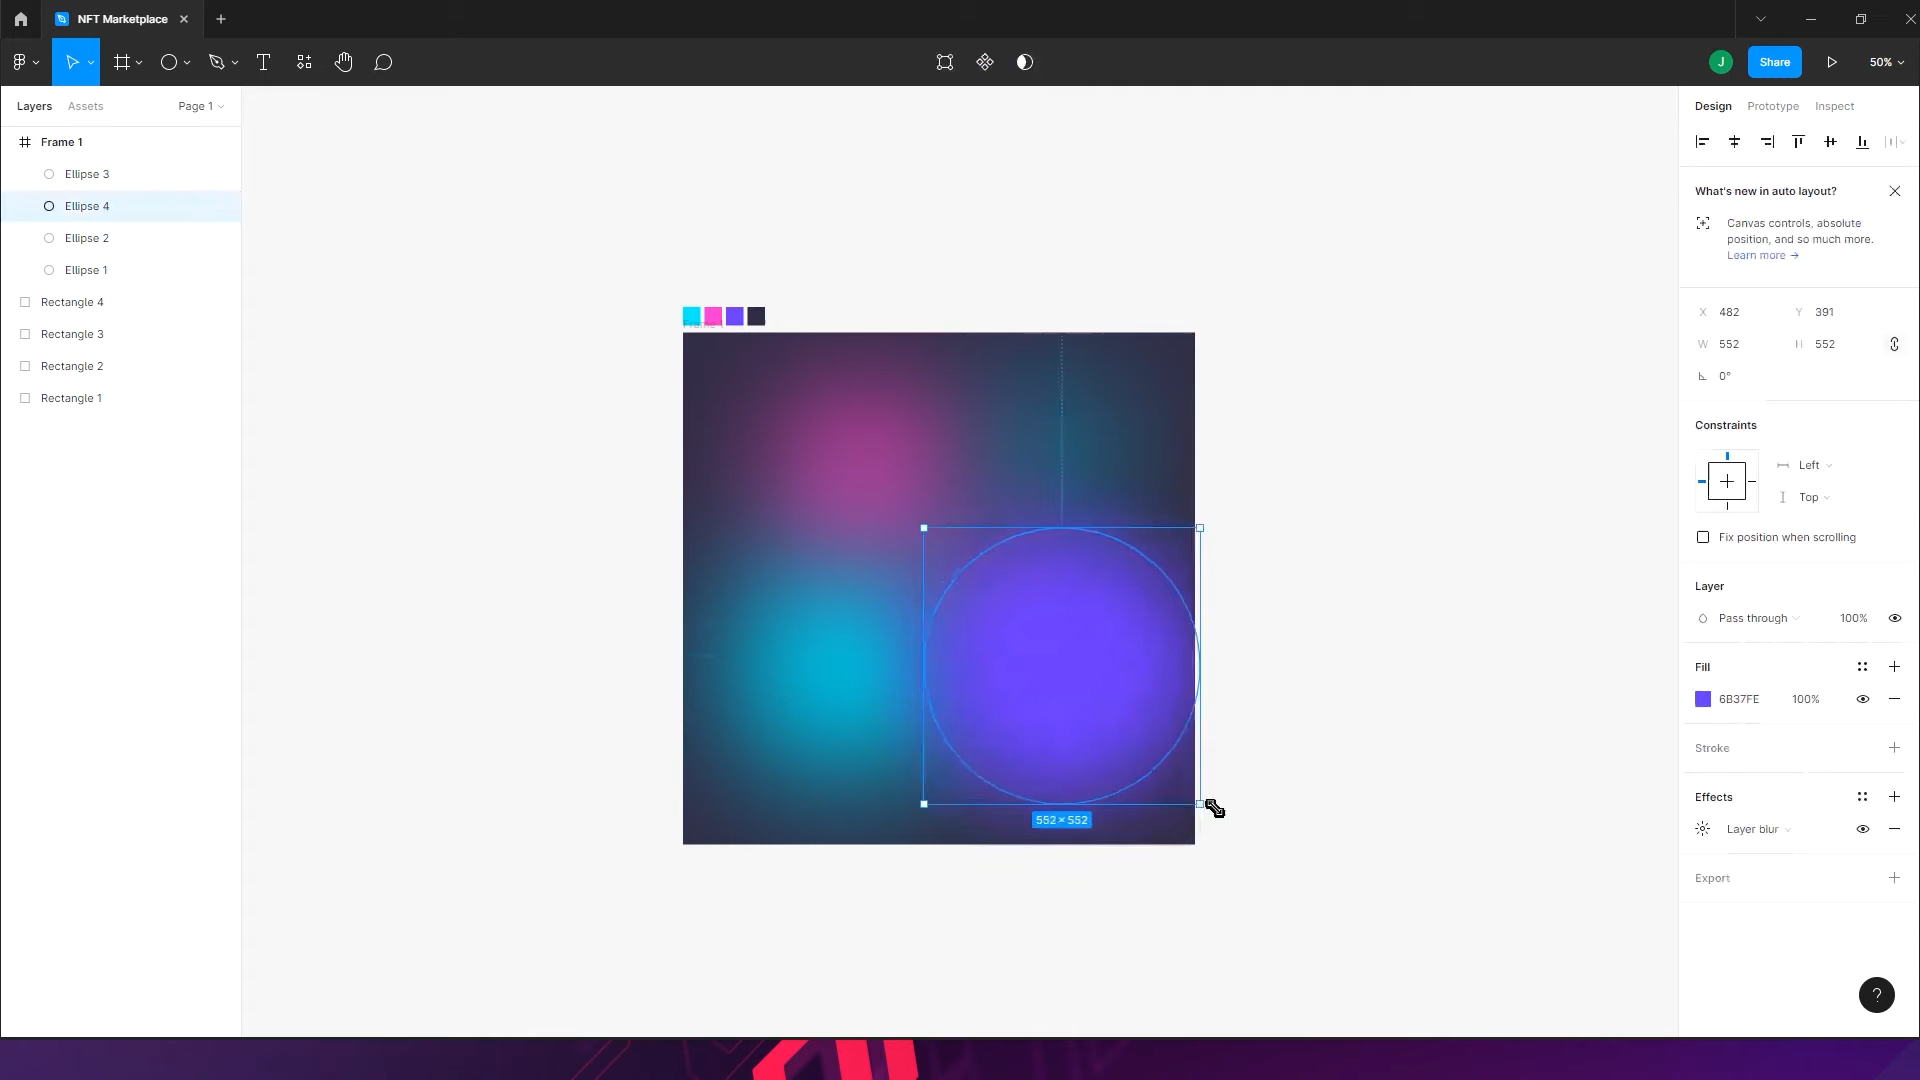 NFT Marketplace
Share
50%
J
Layers
Assets
Page 1
Frame 1
Ellipse 3
Ellipse 4
Ellipse 2
Ellipse 1
Rectangle 4
Rectangle 3
Rectangle 2
Rectangle 1
Frame 1
552 × 552
Design
Prototype
Inspect
What's new in auto layout?
Canvas controls, absolute
position, and so much more.
Learn more →
X 482 Y 391
W 552 H 552
0°
Constraints
Left
Top
Fix position when scrolling
Layer
Pass through 100%
Fill
6B37FE 100%
Stroke
Effects
Layer blur
Export
?